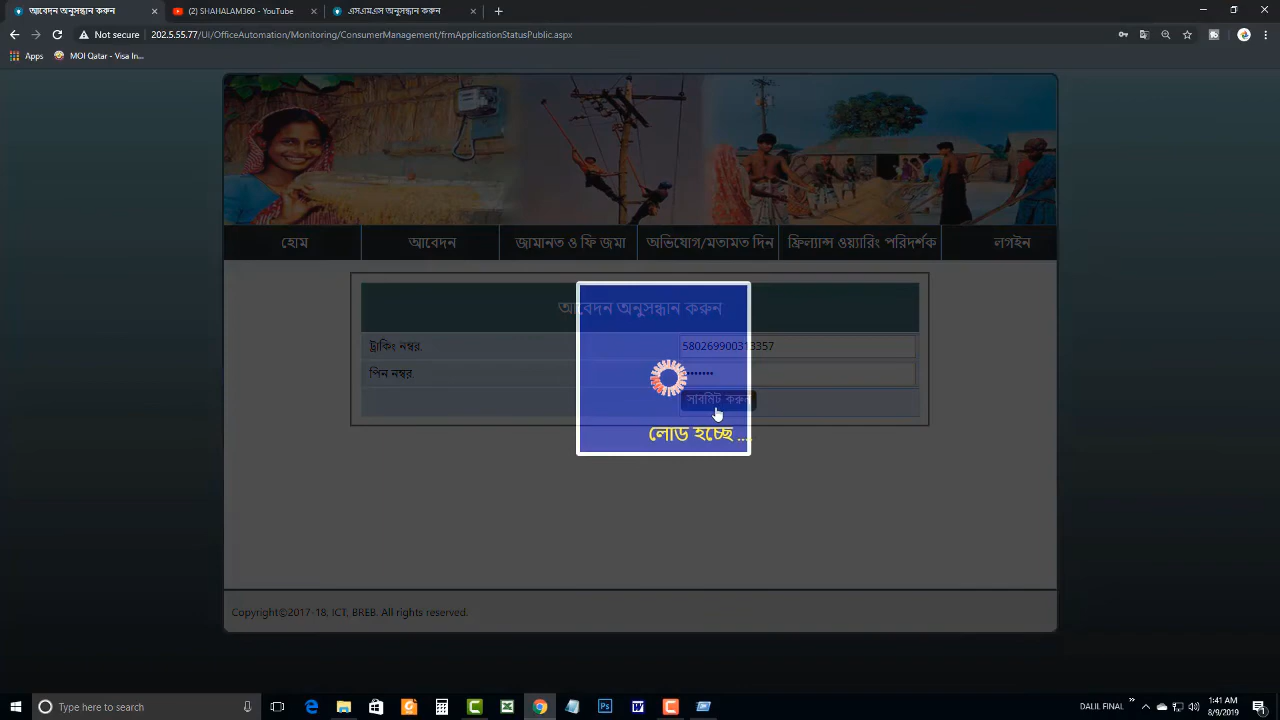 আবেদন অনুসন্ধান করুন
(2) SHAHALAM360 - YouTube
এসএমএস অনুসন্ধান করুন
Not secure
202.5.55.77/UI/OfficeAutomation/Monitoring/ConsumerManagement/frmApplicationStatusPublic.aspx
Apps
MOI Qatar - Visa In...
হোম
আবেদন
জামানত ও ফি জমা
অভিযোগ/মতামত দিন
ফ্রিল্যান্স ওয়্যারিং পরিদর্শক
লগইন
আবেদন অনুসন্ধান করুন
ট্রাকিং নম্বর.
580269900313357
পিন নম্বর.
সাবমিট করুন
লোড হচ্ছে ...
Copyright©2017-18, ICT, BREB. All rights reserved.
Type here to search
DALIL FINAL
1:41 AM
8/9/2019